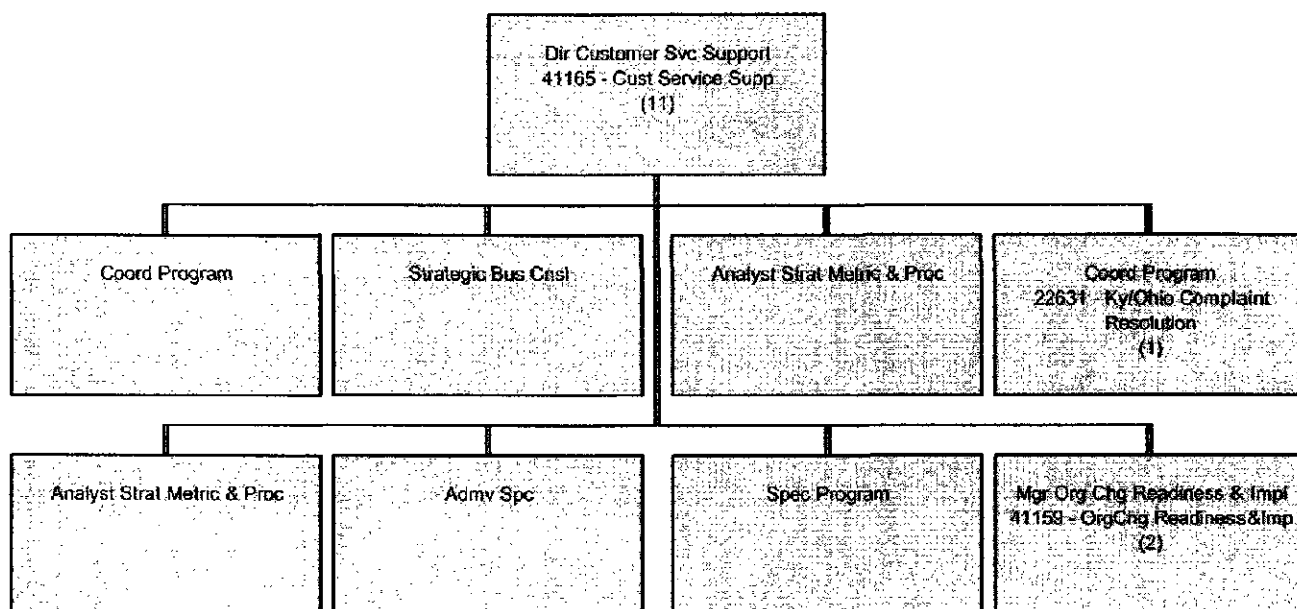 Dir Customer Svc Support
41165 - Cust Service Supp
(11)
Coord Program
Strategic Bus Cnsl
Analyst Strat Metric & Proc
Coord Program
22631 - Ky/Ohio Complaint
Resolution
(1)
Analyst Strat Metric & Proc
Admv Spc
Spec Program
Mgr Org Chg Readiness & Impl
41159 - OrgChg Readiness&Imp
(2)